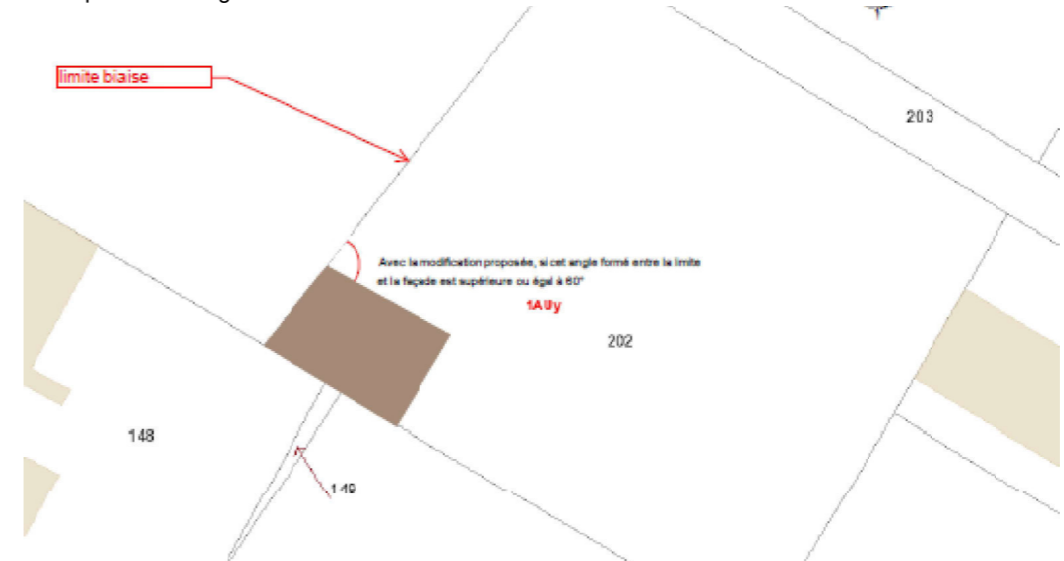 limite biaise
203
Avec la modification proposée, si cet angle formé entre la limite
et la façade est supérieure ou égal à 60°
1AUy
202
148
149